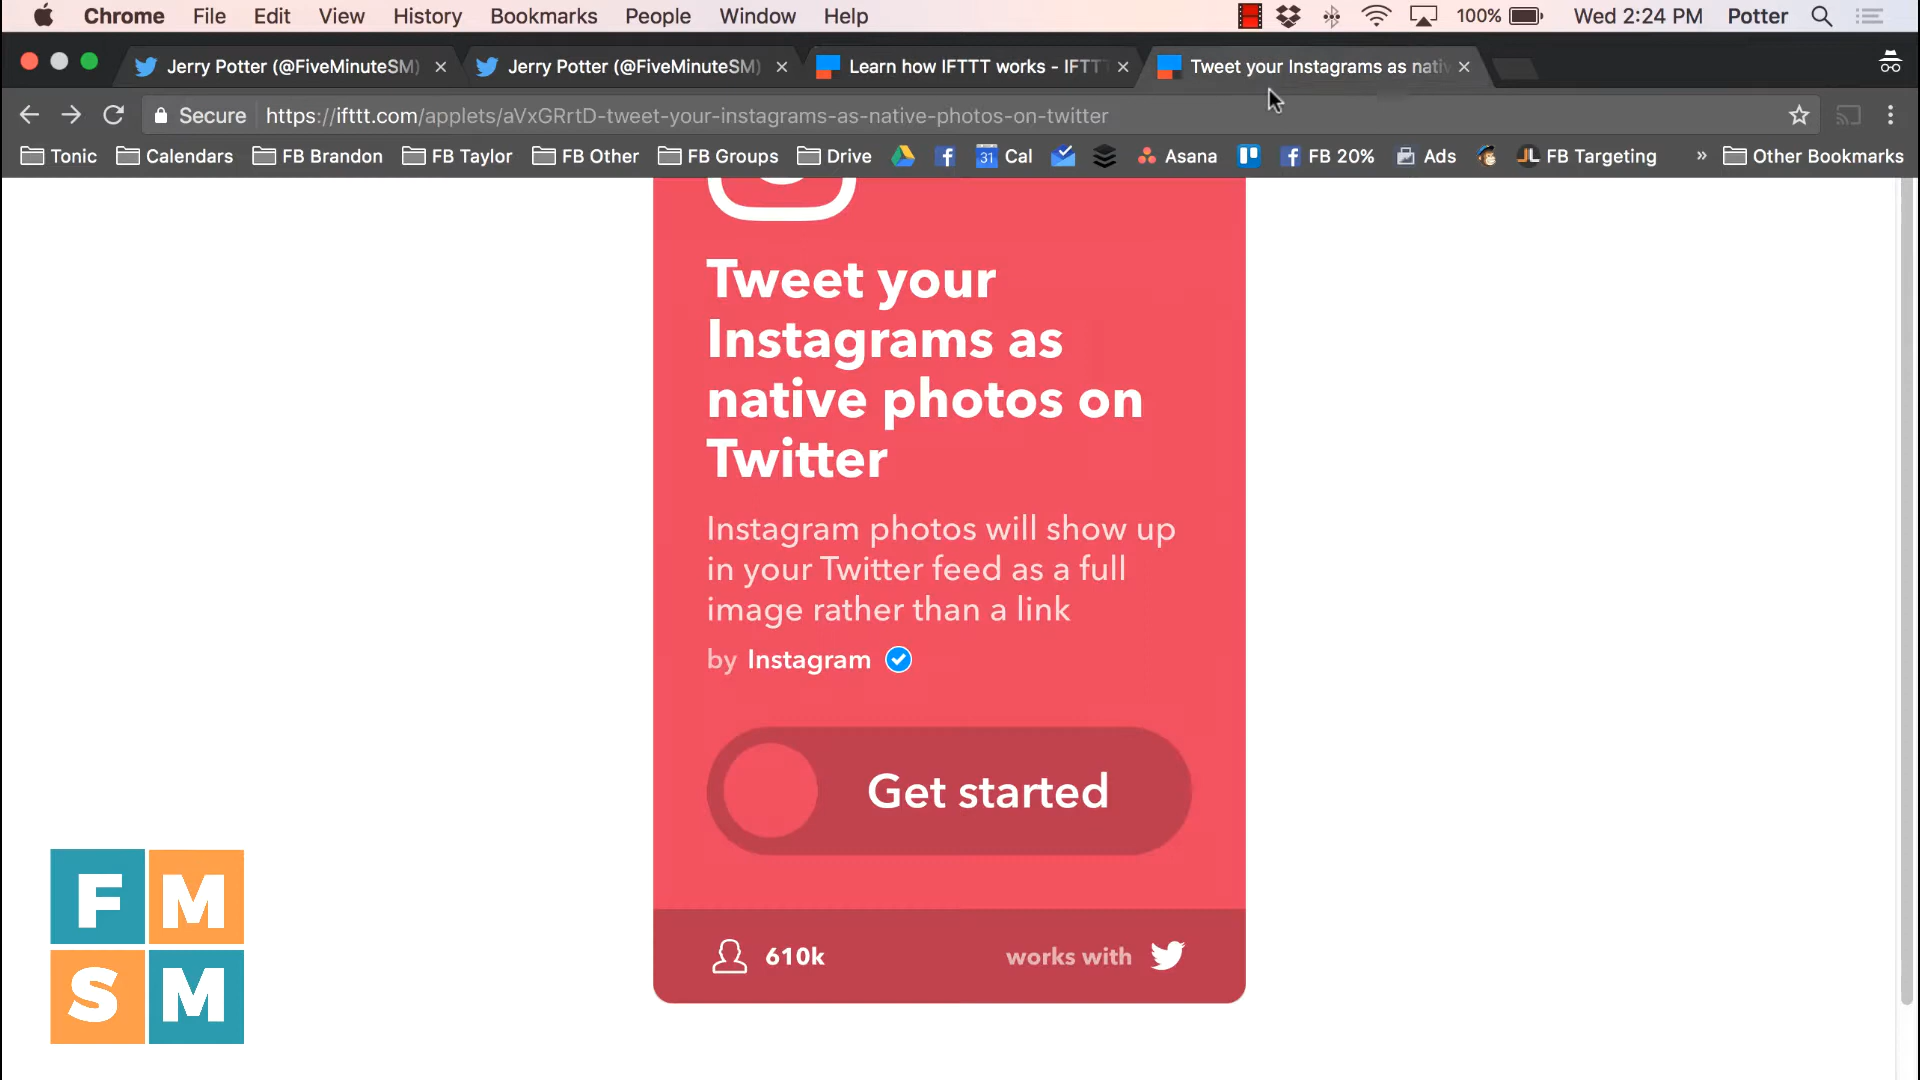 Chrome File Edit View History Bookmarks People Window Help 100% Wed 2:24 PM Potter
Jerry Potter (@FiveMinuteSM) Jerry Potter (@FiveMinuteSM) Learn how IFTTT works - IFTT Tweet your Instagrams as nativ
Secure https://ifttt.com/applets/aVxGRrtD-tweet-your-instagrams-as-native-photos-on-twitter
Tonic Calendars FB Brandon FB Taylor FB Other FB Groups Drive f 31 Cal Asana f FB 20% Ads JL FB Targeting » Other Bookmarks
Tweet your
Instagrams as
native photos on
Twitter
Instagram photos will show up
in your Twitter feed as a full
image rather than a link
by Instagram
Get started
610k works with
F M
S M